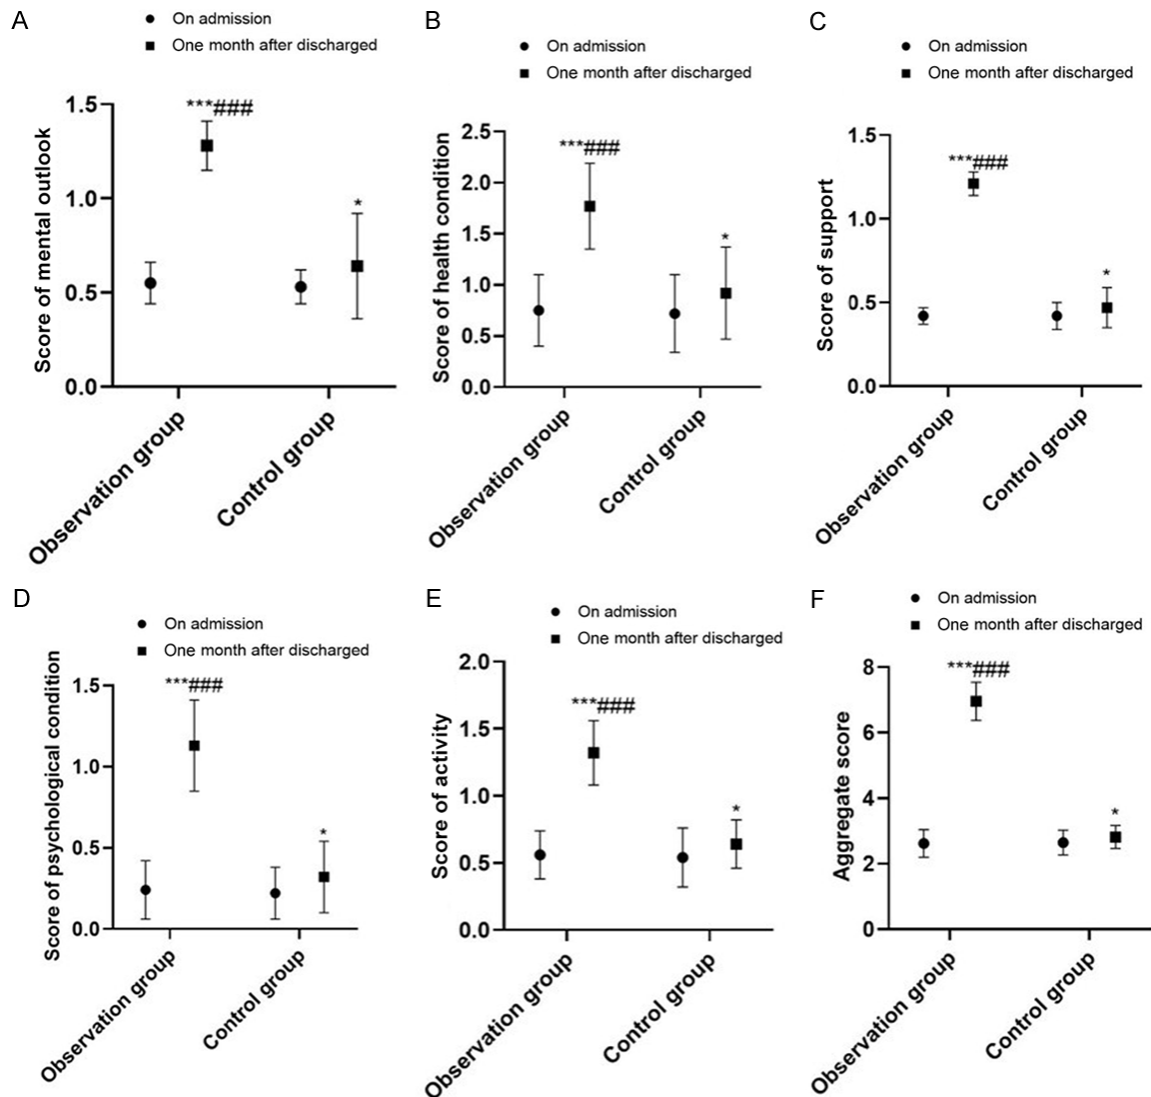 A
On admission
One month after discharged
Score of mental outlook
1.5
1.0
0.5
0.0
***###
*
Observation group
Control group
B
On admission
One month after discharged
Score of health condition
2.5
2.0
1.5
1.0
0.5
0.0
***###
*
Observation group
Control group
C
On admission
One month after discharged
Score of support
1.5
1.0
0.5
0.0
***###
*
Observation group
Control group
D
On admission
One month after discharged
Score of psychological condition
1.5
1.0
0.5
0.0
***###
*
Observation group
Control group
E
On admission
One month after discharged
Score of activity
2.0
1.5
1.0
0.5
0.0
***###
*
Observation group
Control group
F
On admission
One month after discharged
Aggregate score
8
6
4
2
0
***###
*
Observation group
Control group